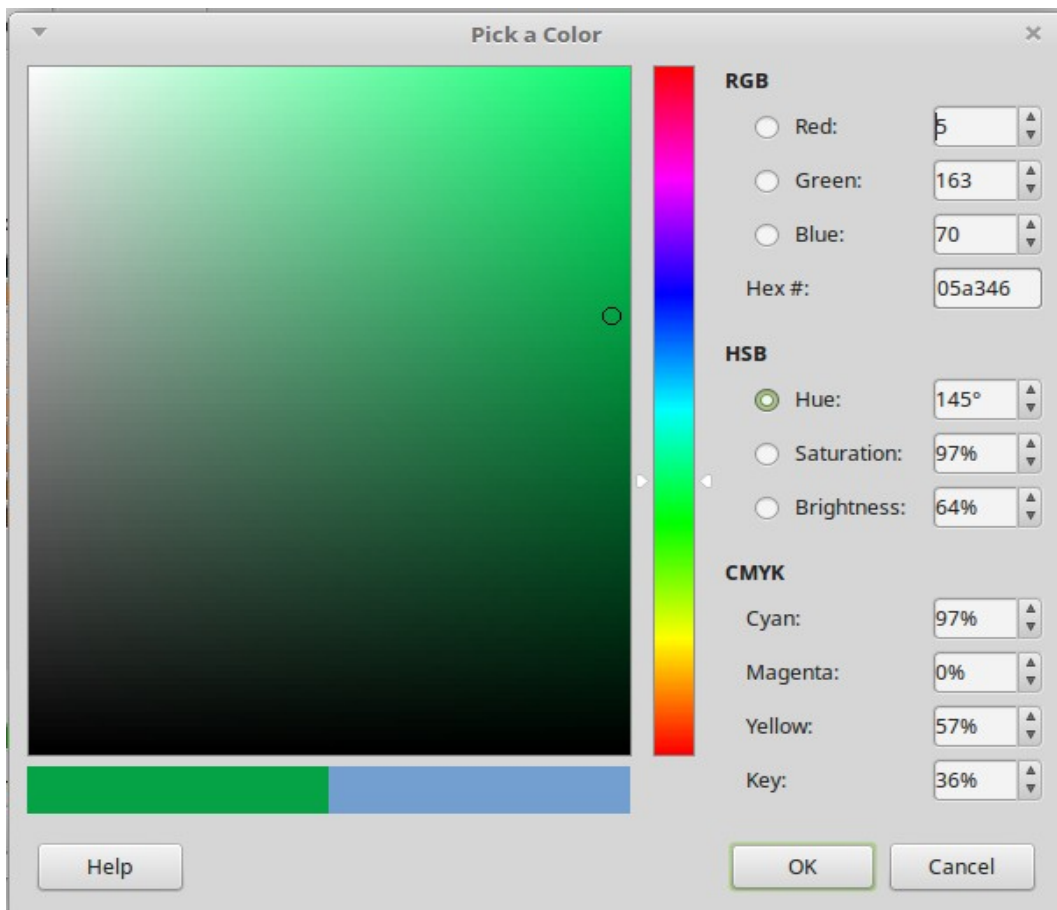 Pick a Color
RGB
Red: 5
Green: 163
Blue: 70
Hex #: 05a346
HSB
Hue: 145°
Saturation: 97%
Brightness: 64%
CMYK
Cyan: 97%
Magenta: 0%
Yellow: 57%
Key: 36%
Help OK Cancel